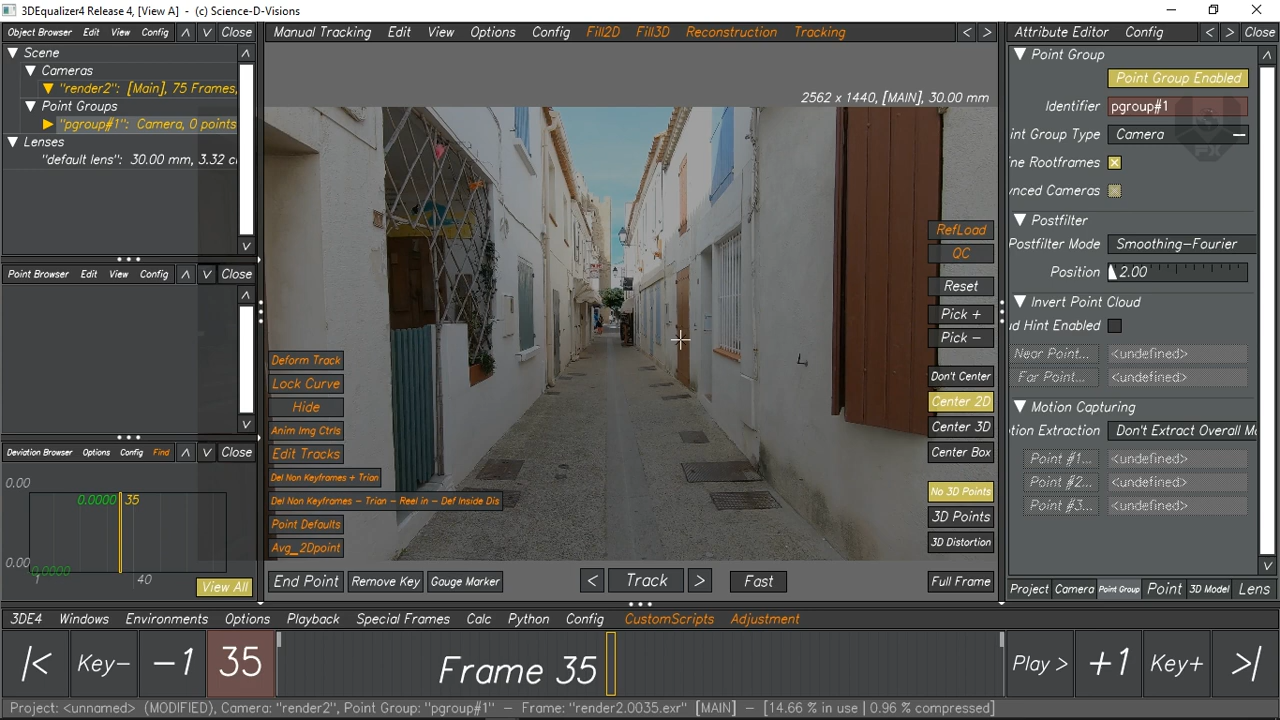 3DEqualizer4 Release 4, [View A] - (c) Science-D-Visions
Object Browser Edit View Config Close
Scene
Cameras
"render2": [Main], 75 Frames,
Point Groups
"pgroup#1": Camera, 0 points
Lenses
"default lens": 30.00 mm, 3.32 c
Point Browser Edit View Config Close
Deviation Browser Options Config Find Close
0.00
0.0000 35
0.00
0.0000
1 40
View All
Manual Tracking Edit View Options Config Fill2D Fill3D Reconstruction Tracking < >
2562 x 1440, [MAIN], 30.00 mm
RefLoad
QC
Reset
Pick +
Pick -
Don't Center
Center 2D
Center 3D
Center Box
No 3D Points
3D Points
3D Distortion
Full Frame
Deform Track
Lock Curve
Hide
Anim Img Ctrls
Edit Tracks
Del Non Keyframes + Trian
Del Non Keyframes - Trian - Reel in - Def Inside Dis
Point Defaults
Avg_2Dpoint
End Point Remove Key Gauge Marker < Track > Fast
Attribute Editor Config < > Close
Point Group
Point Group Enabled
Identifier pgroup#1
int Group Type Camera
ne Rootframes
nced Cameras
Postfilter
Postfilter Mode Smoothing-Fourier
Position 2.00
Invert Point Cloud
d Hint Enabled
Near Point... <undefined>
Far Point... <undefined>
Motion Capturing
tion Extraction Don't Extract Overall Mo
Point #1... <undefined>
Point #2... <undefined>
Point #3... <undefined>
Project Camera Point Group Point 3D Model Lens
3DE4 Windows Environments Options Playback Special Frames Calc Python Config CustomScripts Adjustment
|< Key- -1 35 Frame 35 Play > +1 Key+ >|
Project: <unnamed> (MODIFIED), Camera: "render2", Point Group: "pgroup#1" - Frame: "render2.0035.exr" [MAIN] - [14.66 % in use | 0.96 % compressed]